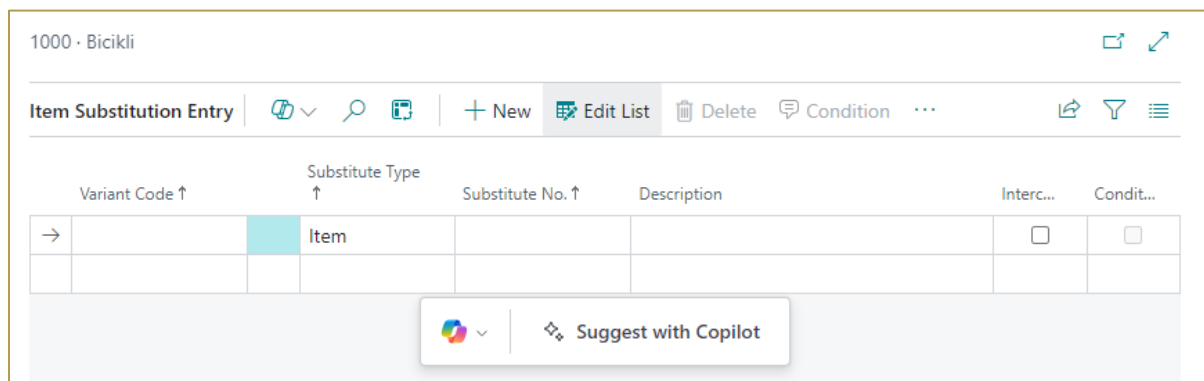 1000 · Bicikli
Item Substitution Entry
New Edit List Delete Condition ...
Variant Code ↑ Substitute Type ↑ Substitute No. ↑ Description Interc... Condit...
Item
Suggest with Copilot